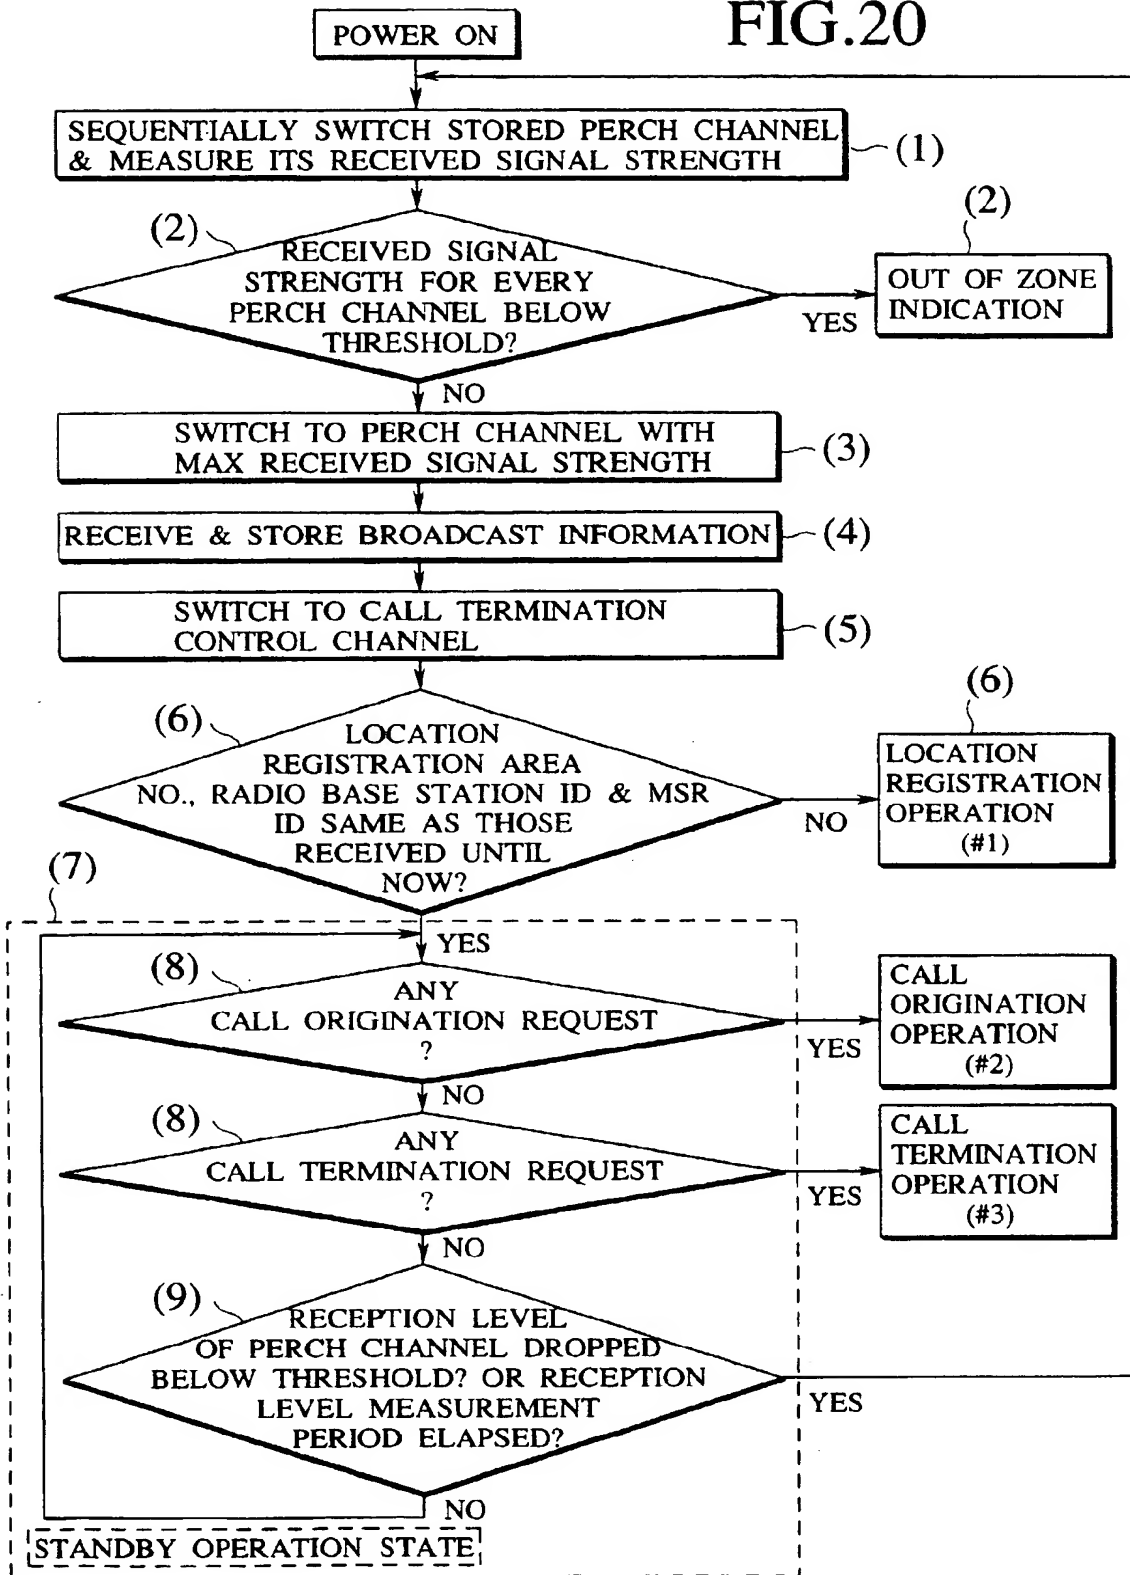 FIG.20
POWER ON
SEQUENTIALLY SWITCH STORED PERCH CHANNEL
& MEASURE ITS RECEIVED SIGNAL STRENGTH
(1)
(2)
RECEIVED SIGNAL
STRENGTH FOR EVERY
PERCH CHANNEL BELOW
THRESHOLD?
YES
(2)
OUT OF ZONE
INDICATION
NO
SWITCH TO PERCH CHANNEL WITH
MAX RECEIVED SIGNAL STRENGTH
(3)
RECEIVE & STORE BROADCAST INFORMATION
(4)
SWITCH TO CALL TERMINATION
CONTROL CHANNEL
(5)
(6)
LOCATION
REGISTRATION AREA
NO., RADIO BASE STATION ID & MSR
ID SAME AS THOSE
RECEIVED UNTIL
NOW?
NO
(6)
LOCATION
REGISTRATION
OPERATION
(#1)
(7)
YES
(8)
ANY
CALL ORIGINATION REQUEST
?
YES
CALL
ORIGINATION
OPERATION
(#2)
NO
(8)
ANY
CALL TERMINATION REQUEST
?
YES
CALL
TERMINATION
OPERATION
(#3)
NO
(9)
RECEPTION LEVEL
OF PERCH CHANNEL DROPPED
BELOW THRESHOLD? OR RECEPTION
LEVEL MEASUREMENT
PERIOD ELAPSED?
YES
NO
STANDBY OPERATION STATE